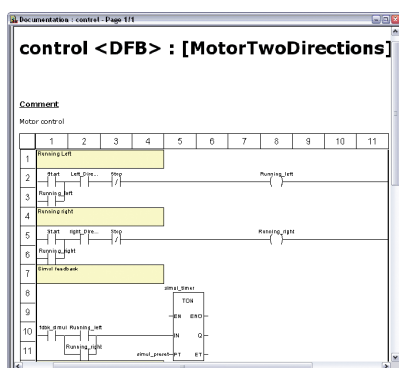 Documentation : control - Page 1/1
control <DFB> : [MotorTwoDirections]
Comment
Motor control
1 2 3 4 5 6 7 8 9 10 11
1 Running Left
Start Left_Dire... Stop Running_left
2
3 Running_left
4 Running right
Start right_Dire... Stop Running_right
5
6 Running_right
7 Simul feedback
simul_timer
8 TON
9 EN ENO
10 Running_left IN Q
11 Running_right PT ET